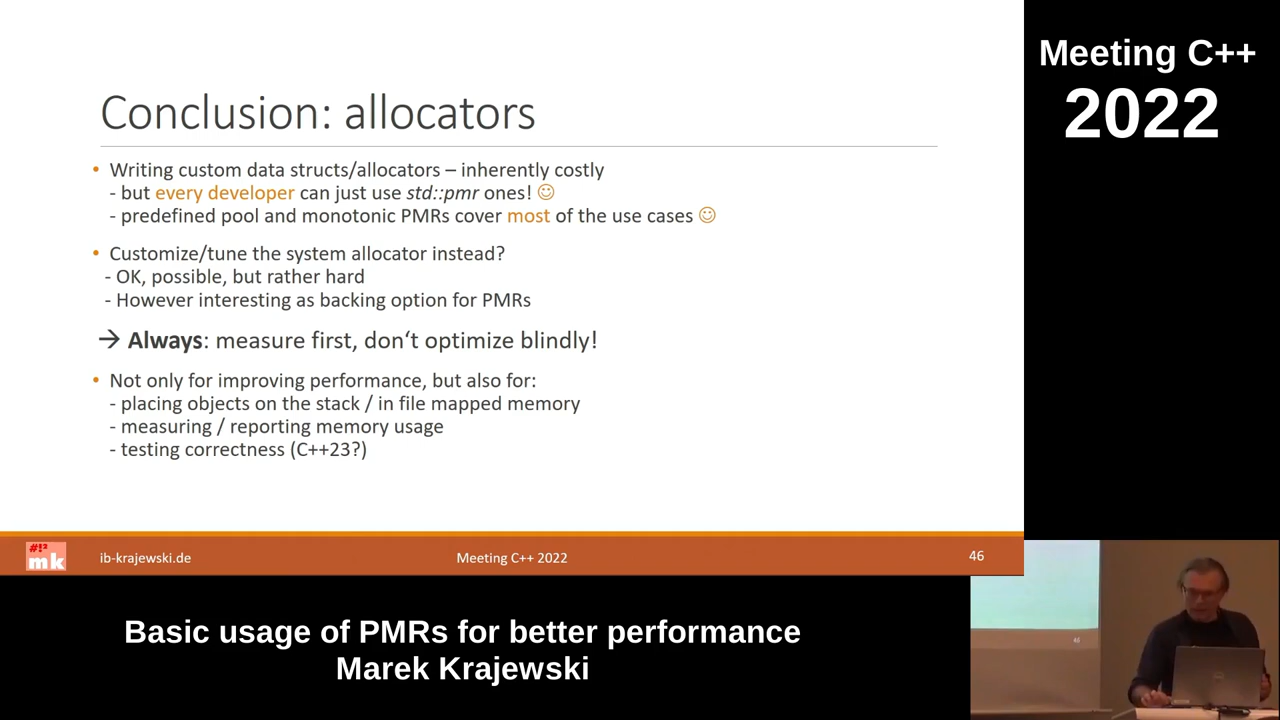 Meeting C++
2022
Conclusion: allocators
• Writing custom data structs/allocators – inherently costly
- but every developer can just use std::pmr ones! ☺
- predefined pool and monotonic PMRs cover most of the use cases ☺
• Customize/tune the system allocator instead?
- OK, possible, but rather hard
- However interesting as backing option for PMRs
→ Always: measure first, don‘t optimize blindly!
• Not only for improving performance, but also for:
- placing objects on the stack / in file mapped memory
- measuring / reporting memory usage
- testing correctness (C++23?)
#!²
mk
ib-krajewski.de
Meeting C++ 2022
46
Basic usage of PMRs for better performance
Marek Krajewski